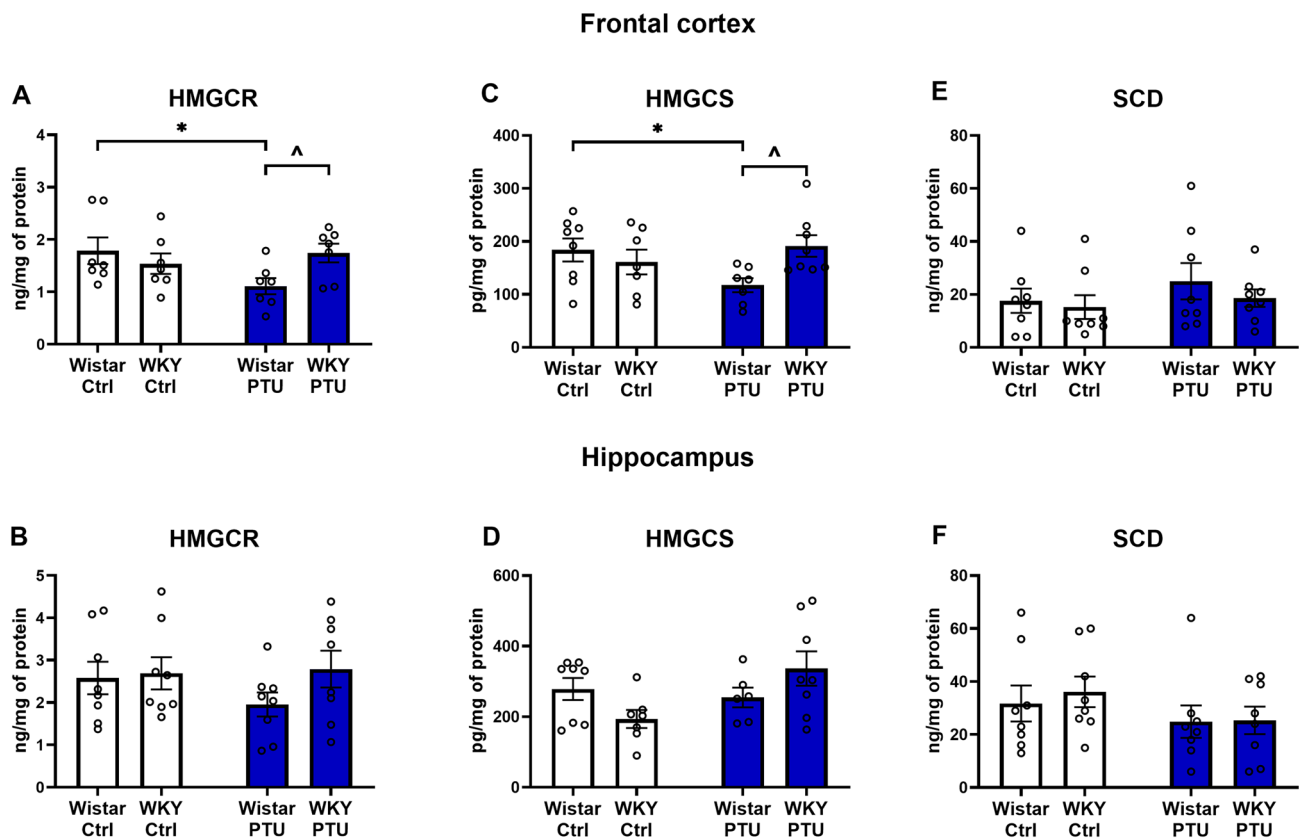 Frontal cortex
A
HMGCR
ng/mg of protein
4
3
2
1
0
*
^
Wistar Ctrl
WKY Ctrl
Wistar PTU
WKY PTU
C
HMGCS
pg/mg of protein
400
300
200
100
0
*
^
Wistar Ctrl
WKY Ctrl
Wistar PTU
WKY PTU
E
SCD
ng/mg of protein
80
60
40
20
0
Wistar Ctrl
WKY Ctrl
Wistar PTU
WKY PTU
Hippocampus
B
HMGCR
ng/mg of protein
5
4
3
2
1
0
Wistar Ctrl
WKY Ctrl
Wistar PTU
WKY PTU
D
HMGCS
pg/mg of protein
600
400
200
0
Wistar Ctrl
WKY Ctrl
Wistar PTU
WKY PTU
F
SCD
ng/mg of protein
80
60
40
20
0
Wistar Ctrl
WKY Ctrl
Wistar PTU
WKY PTU